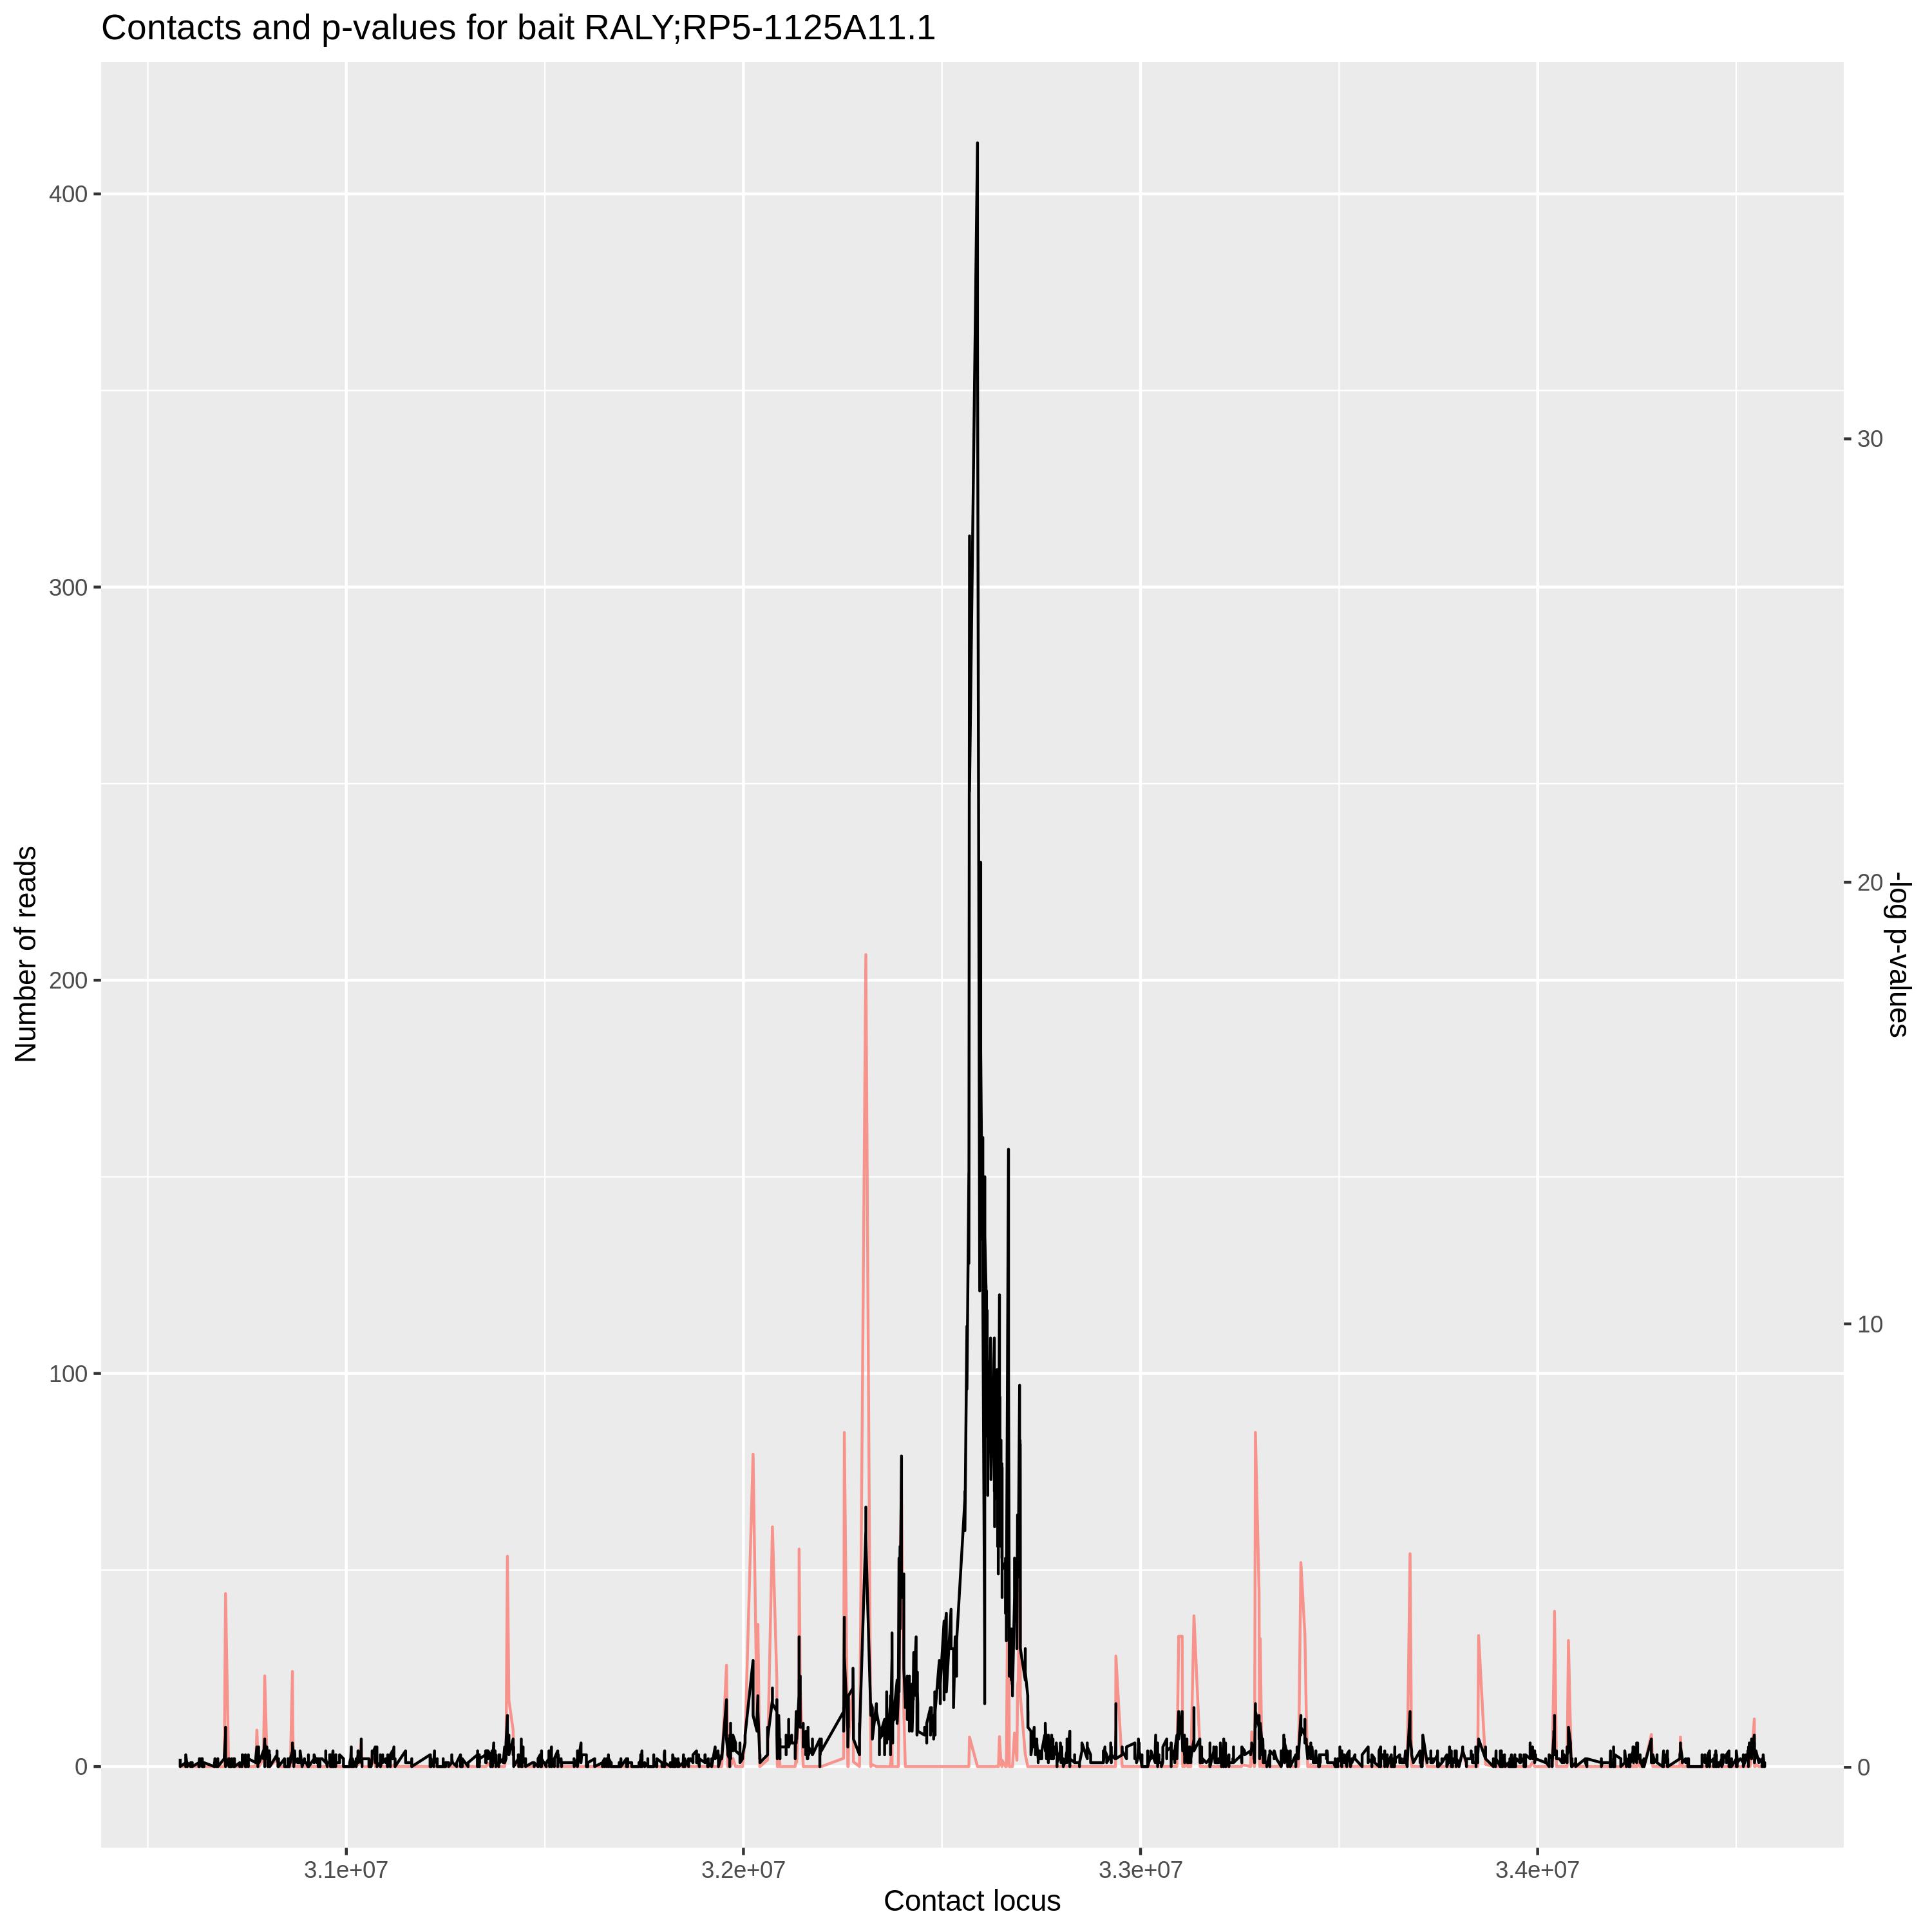 Contacts and p-values for bait RALY;RP5-1125A11.1
Number of reads
400
300
200
100
0
30
20
10
0
-log p-values
3.1e+07
3.2e+07
3.3e+07
3.4e+07
Contact locus